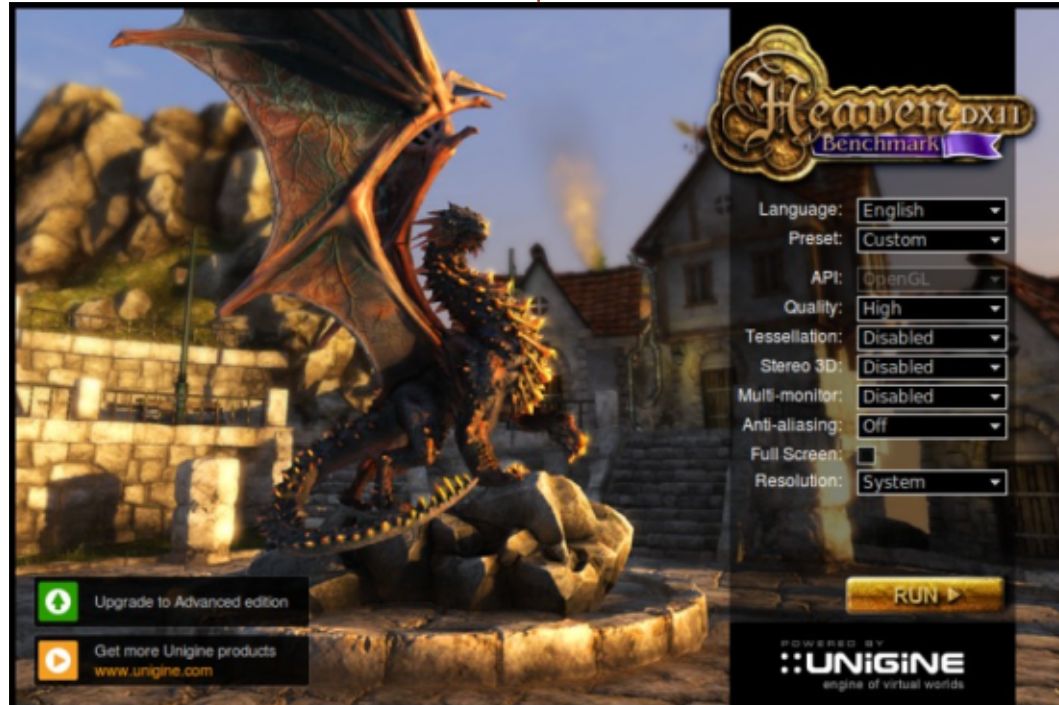 Heaven DX11
Benchmark
Language: English
Preset: Custom
API: OpenGL
Quality: High
Tessellation: Disabled
Stereo 3D: Disabled
Multi-monitor: Disabled
Anti-aliasing: Off
Full Screen:
Resolution: System
RUN
Upgrade to Advanced edition
Get more Unigine products
www.unigine.com
POWERED BY
UNiGiNE
engine of virtual worlds